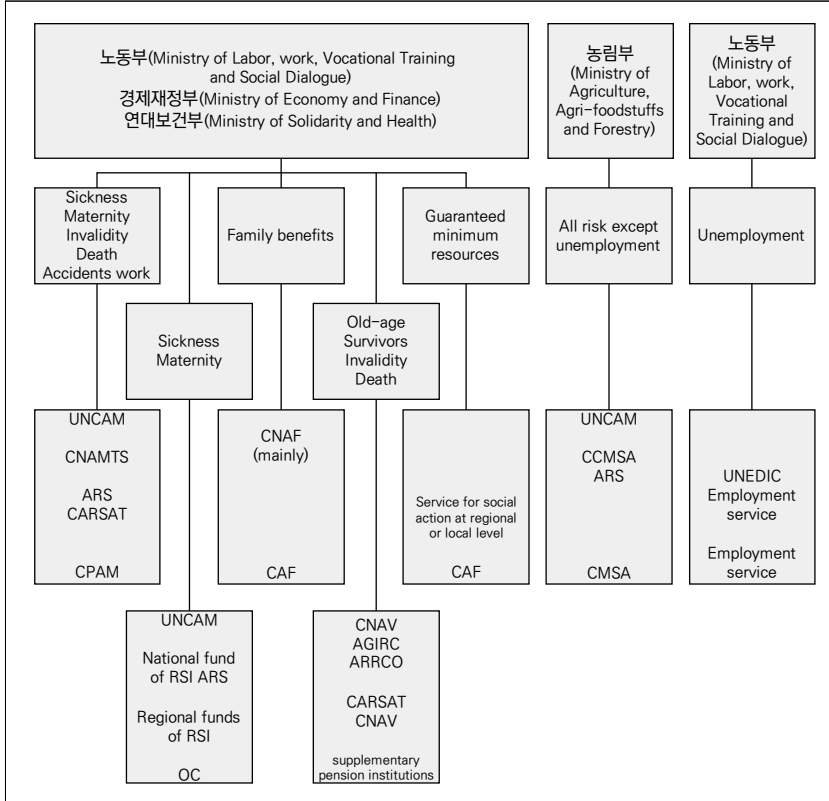 노동부(Ministry of Labor, work, Vocational Training
and Social Dialogue)
경제재정부(Ministry of Economy and Finance)
연대보건부(Ministry of Solidarity and Health)
농림부
(Ministry of
Agriculture,
Agri-foodstuffs
and Forestry)
노동부
(Ministry of
Labor, work,
Vocational
Training and
Social Dialogue)
Sickness
Maternity
Invalidity
Death
Accidents work
Family benefits
Guaranteed
minimum
resources
All risk except
unemployment
Unemployment
Sickness
Maternity
Old-age
Survivors
Invalidity
Death
UNCAM
CNAMTS
ARS
CARSAT
CPAM
CNAF
(mainly)
CAF
Service for social
action at regional
or local level
CAF
UNCAM
CCMSA
ARS
CMSA
UNEDIC
Employment
service
Employment
service
UNCAM
National fund
of RSI ARS
Regional funds
of RSI
OC
CNAV
AGIRC
ARRCO
CARSAT
CNAV
supplementary
pension institutions